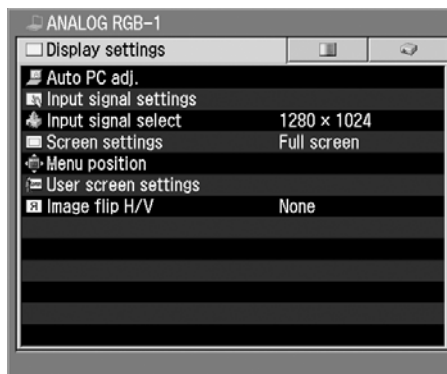 ANALOG RGB-1
Display settings
Auto PC adj.
Input signal settings
Input signal select 1280 × 1024
Screen settings Full screen
Menu position
User screen settings
Image flip H/V None